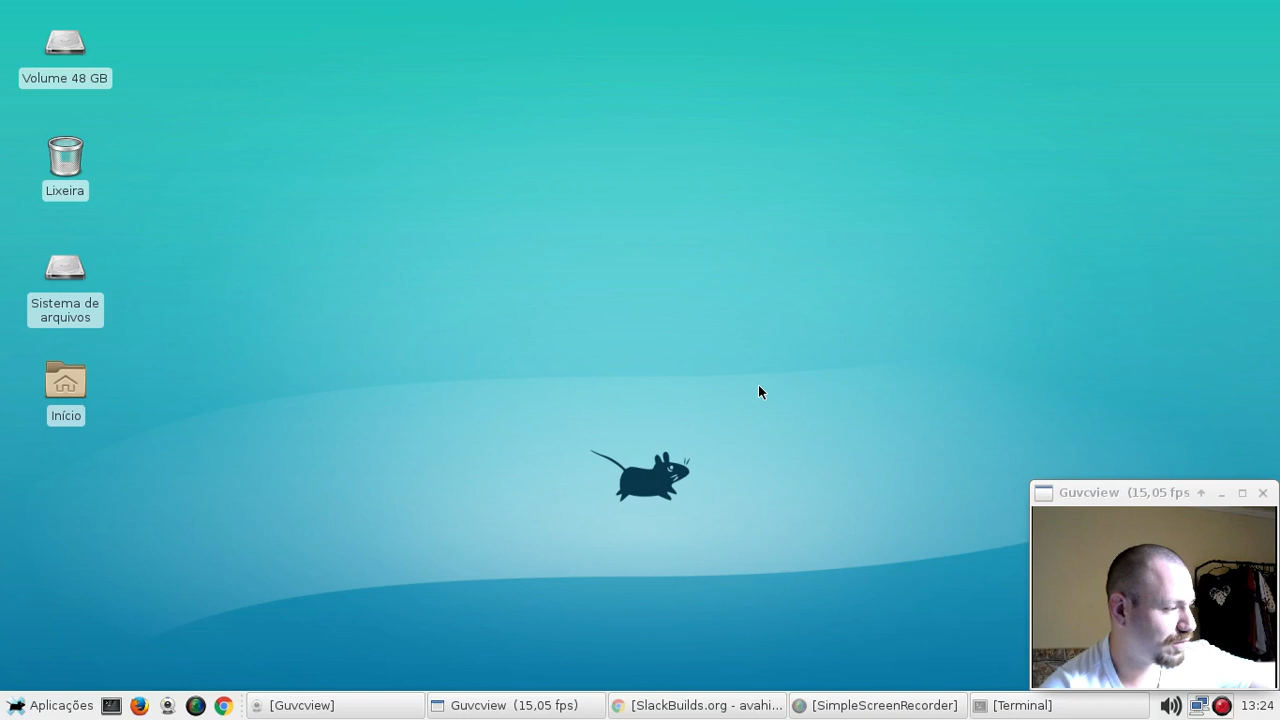 Volume 48 GB
Lixeira
Sistema de
arquivos
Início
Guvcview (15,05 fps
Aplicações
[Guvcview]
Guvcview (15,05 fps)
[SlackBuilds.org - avahi...
[SimpleScreenRecorder]
[Terminal]
13:24